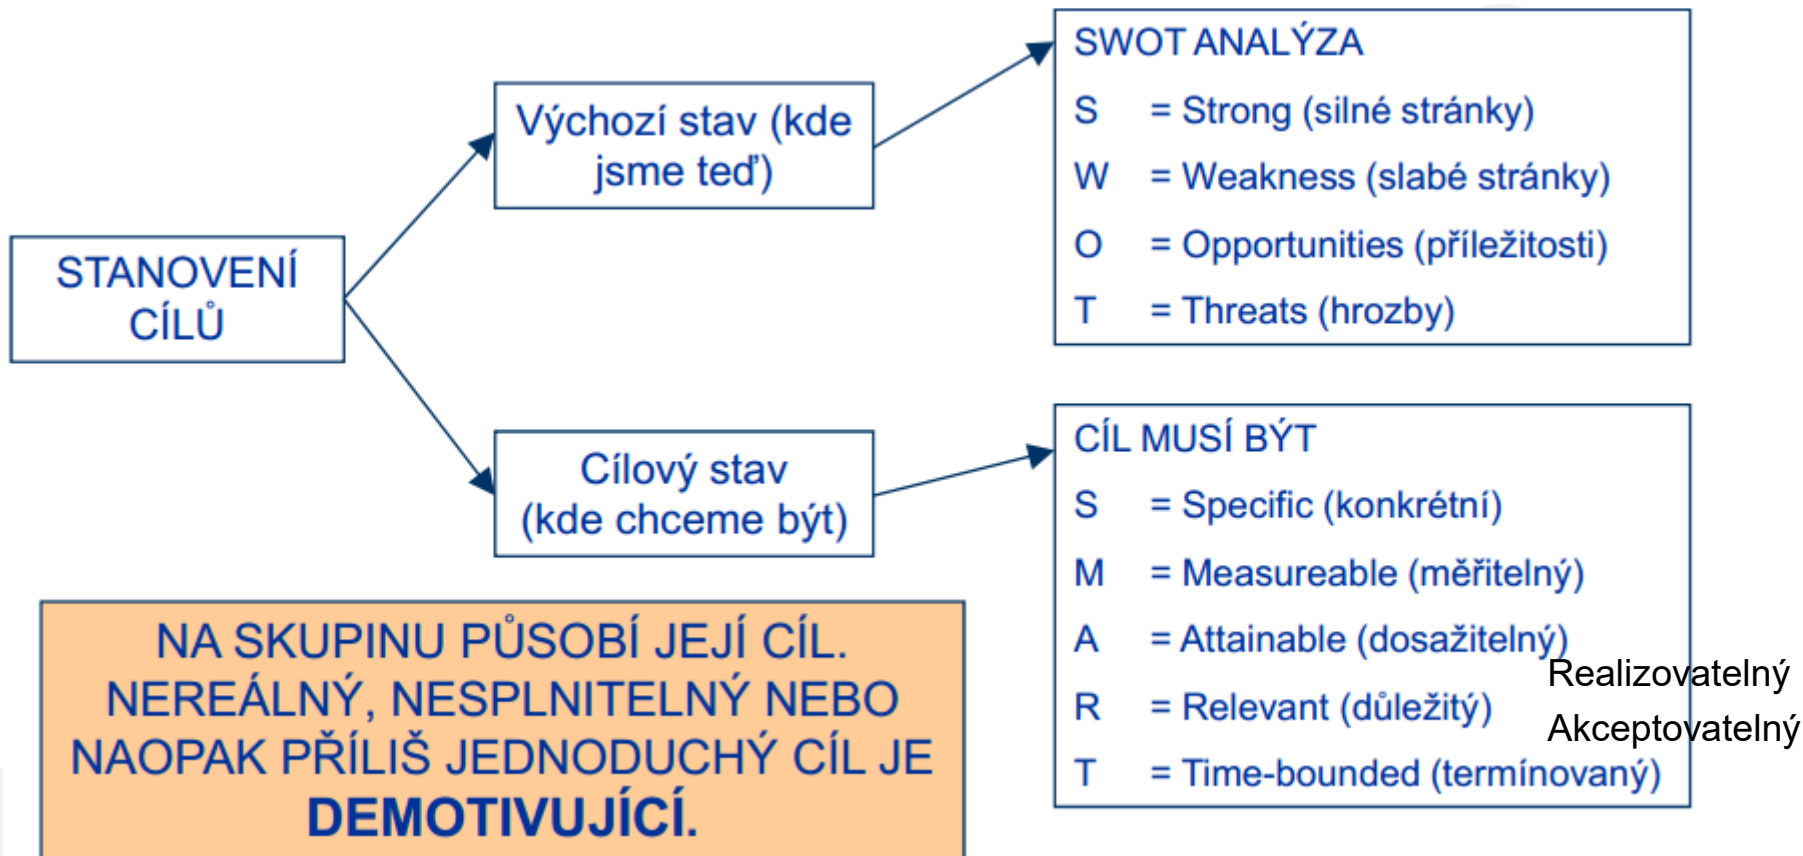 STANOVENÍ
CÍLŮ
Výchozí stav (kde
jsme teď)
Cílový stav
(kde chceme být)
SWOT ANALÝZA
S = Strong (silné stránky)
W = Weakness (slabé stránky)
O = Opportunities (příležitosti)
T = Threats (hrozby)
CÍL MUSÍ BÝT
S = Specific (konkrétní)
M = Measureable (měřitelný)
A = Attainable (dosažitelný)
R = Relevant (důležitý)
T = Time-bounded (termínovaný)
Realizovatelný
Akceptovatelný
NA SKUPINU PŮSOBÍ JEJÍ CÍL.
NEREÁLNÝ, NESPLNITELNÝ NEBO
NAOPAK PŘÍLIŠ JEDNODUCHÝ CÍL JE
DEMOTIVUJÍCÍ.